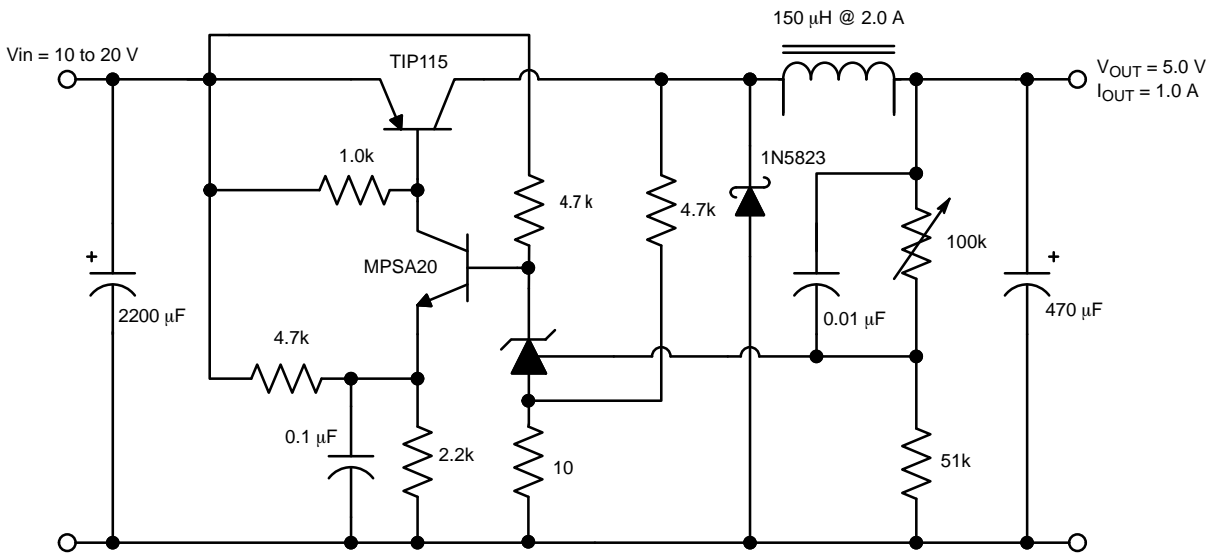 150 μH @ 2.0 A
Vin = 10 to 20 V
TIP115
VOUT = 5.0 V
IOUT = 1.0 A
1.0k
4.7 k
4.7k
1N5823
100k
MPSA20
+
2200 μF
0.01 μF
+
470 μF
4.7k
0.1 μF
2.2k
10
51k